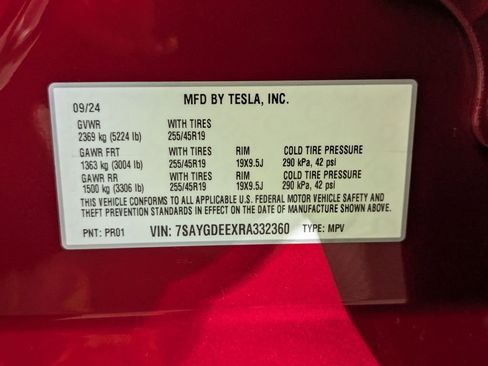 09/24 MFD BY TESLA, INC.
GVWR WITH TIRES
2369 kg (5224 lb) 255/45R19
GAWR FRT WITH TIRES RIM COLD TIRE PRESSURE
1363 kg (3004 lb) 255/45R19 19X9.5J 290 kPa, 42 psi
GAWR RR WITH TIRES RIM COLD TIRE PRESSURE
1500 kg (3306 lb) 255/45R19 19X9.5J 290 kPa, 42 psi
THIS VEHICLE CONFORMS TO ALL APPLICABLE U.S. FEDERAL MOTOR VEHICLE SAFETY AND
THEFT PREVENTION STANDARDS IN EFFECT ON THE DATE OF MANUFACTURE SHOWN ABOVE.
PNT: PR01 VIN: 7SAYGDEEXRA332360 TYPE: MPV